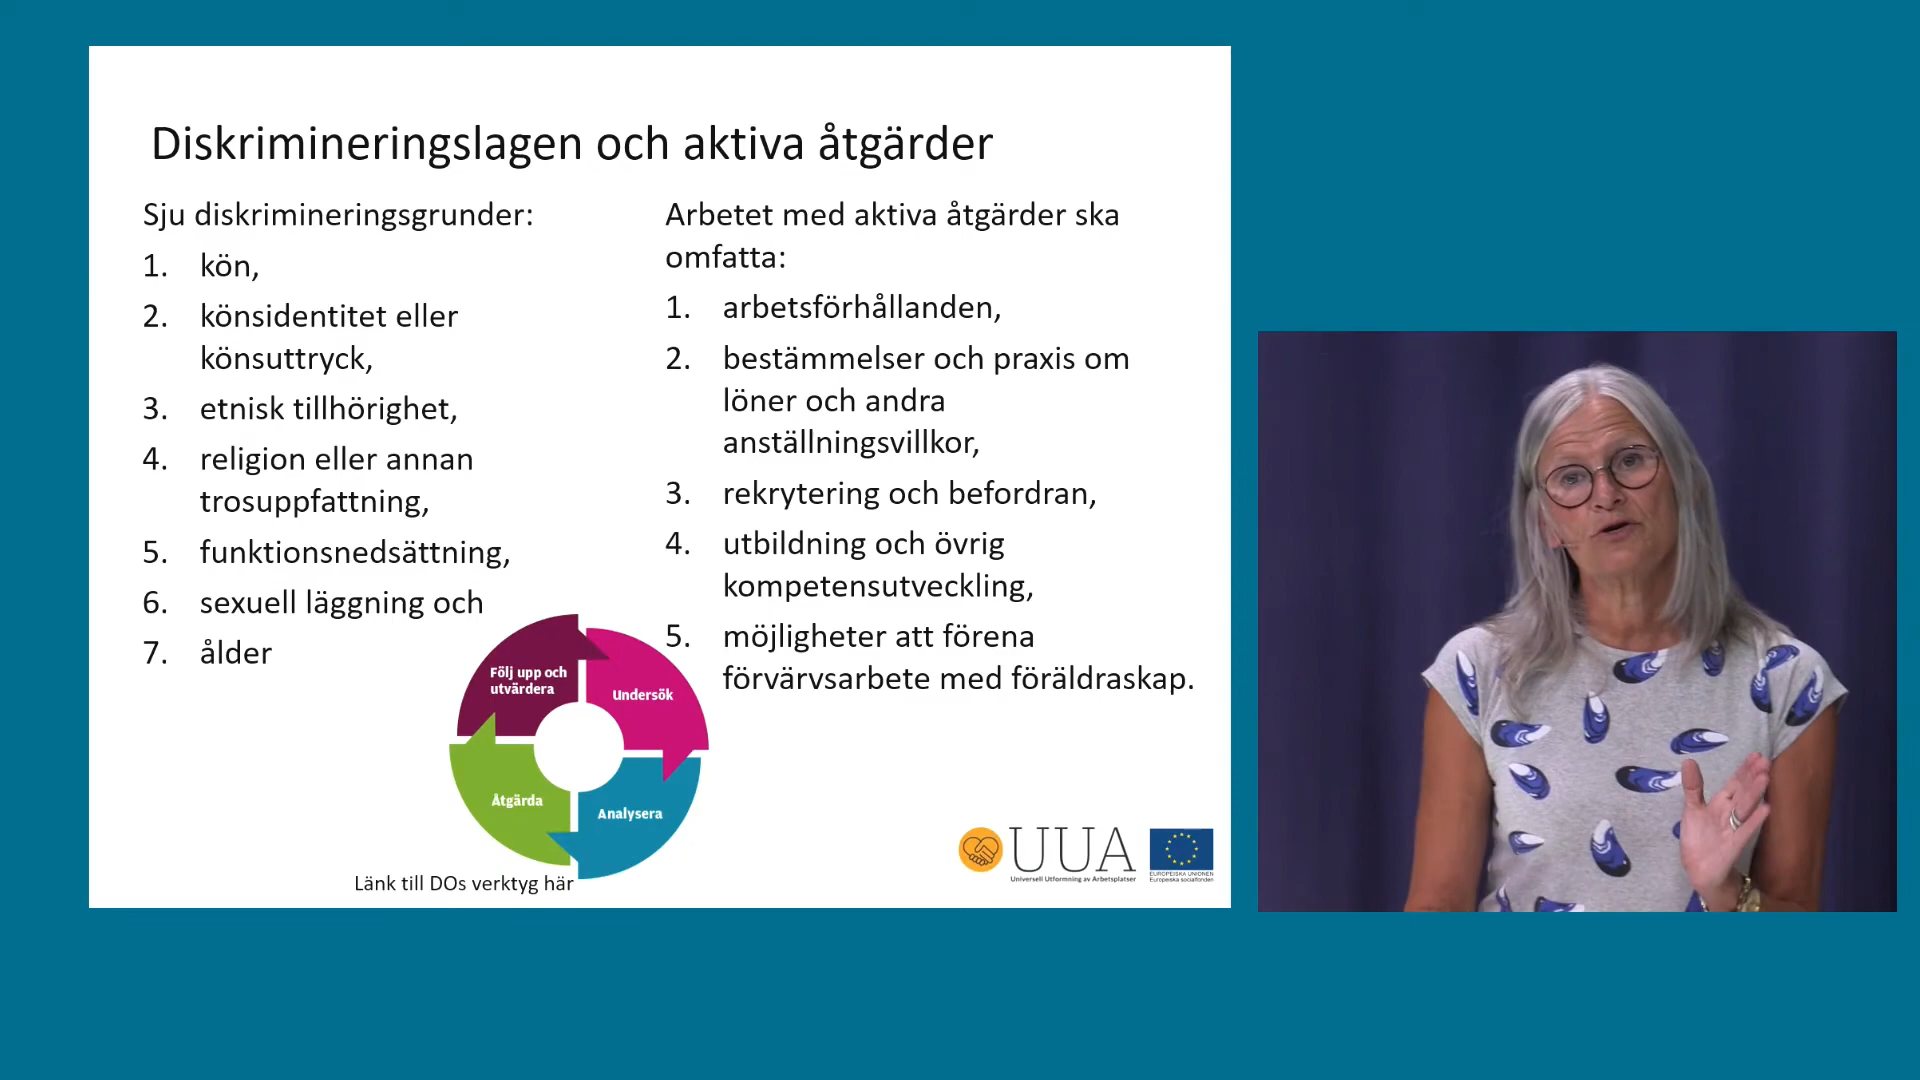 Diskrimineringslagen och aktiva åtgärder
Sju diskrimineringsgrunder:
1. kön,
2. könsidentitet eller
könsuttryck,
3. etnisk tillhörighet,
4. religion eller annan
trosuppfattning,
5. funktionsnedsättning,
6. sexuell läggning och
7. ålder
Arbetet med aktiva åtgärder ska
omfatta:
1. arbetsförhållanden,
2. bestämmelser och praxis om
löner och andra
anställningsvillkor,
3. rekrytering och befordran,
4. utbildning och övrig
kompetensutveckling,
5. möjligheter att förena
förvärvsarbete med föräldraskap.
Följ upp och
utvärdera
Undersök
Åtgärda
Analysera
Länk till DOs verktyg här
UUA
Universell Utformning av Arbetsplatser
EUROPEISKA UNIONEN
Europeiska socialfonden